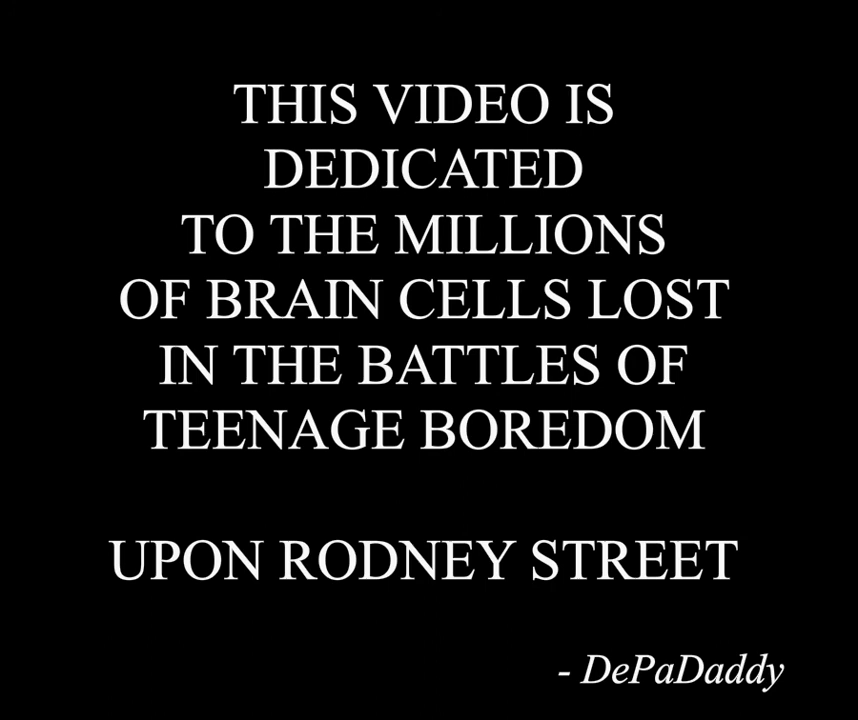 THIS VIDEO IS
DEDICATED
TO THE MILLIONS
OF BRAIN CELLS LOST
IN THE BATTLES OF
TEENAGE BOREDOM
UPON RODNEY STREET
- DePaDaddy